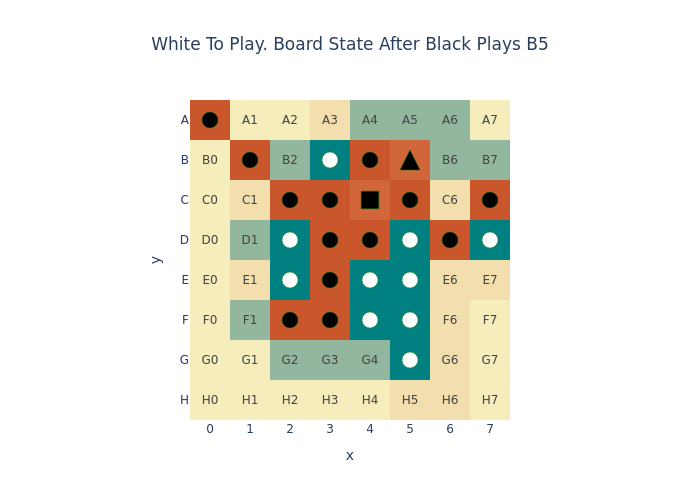 White To Play. Board State After Black Plays B5
A A1 A2 A3 A4 A5 A6 A7
B B0 B2 B6 B7
C C0 C1 C6
D D0 D1
E E0 E1 E6 E7
F F0 F1 F6 F7
G G0 G1 G2 G3 G4 G6 G7
H H0 H1 H2 H3 H4 H5 H6 H7
0 1 2 3 4 5 6 7
x
y